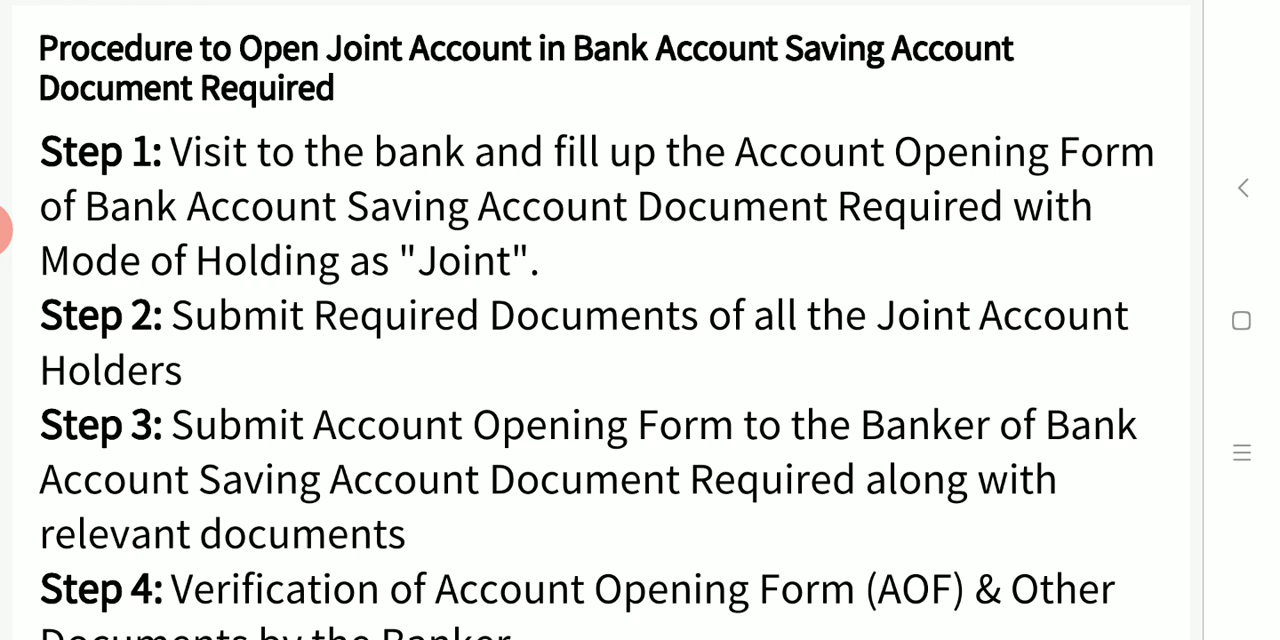 Procedure to Open Joint Account in Bank Account Saving Account
Document Required
Step 1: Visit to the bank and fill up the Account Opening Form
of Bank Account Saving Account Document Required with
Mode of Holding as "Joint".
Step 2: Submit Required Documents of all the Joint Account
Holders
Step 3: Submit Account Opening Form to the Banker of Bank
Account Saving Account Document Required along with
relevant documents
Step 4: Verification of Account Opening Form (AOF) & Other
Documents by the Banker